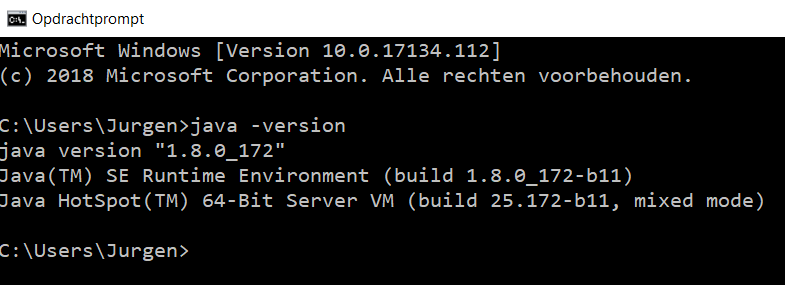 Opdrachtprompt
Microsoft Windows [Version 10.0.17134.112]
(c) 2018 Microsoft Corporation. Alle rechten voorbehouden.
C:\Users\Jurgen>java -version
java version "1.8.0_172"
Java(TM) SE Runtime Environment (build 1.8.0_172-b11)
Java HotSpot(TM) 64-Bit Server VM (build 25.172-b11, mixed mode)
C:\Users\Jurgen>